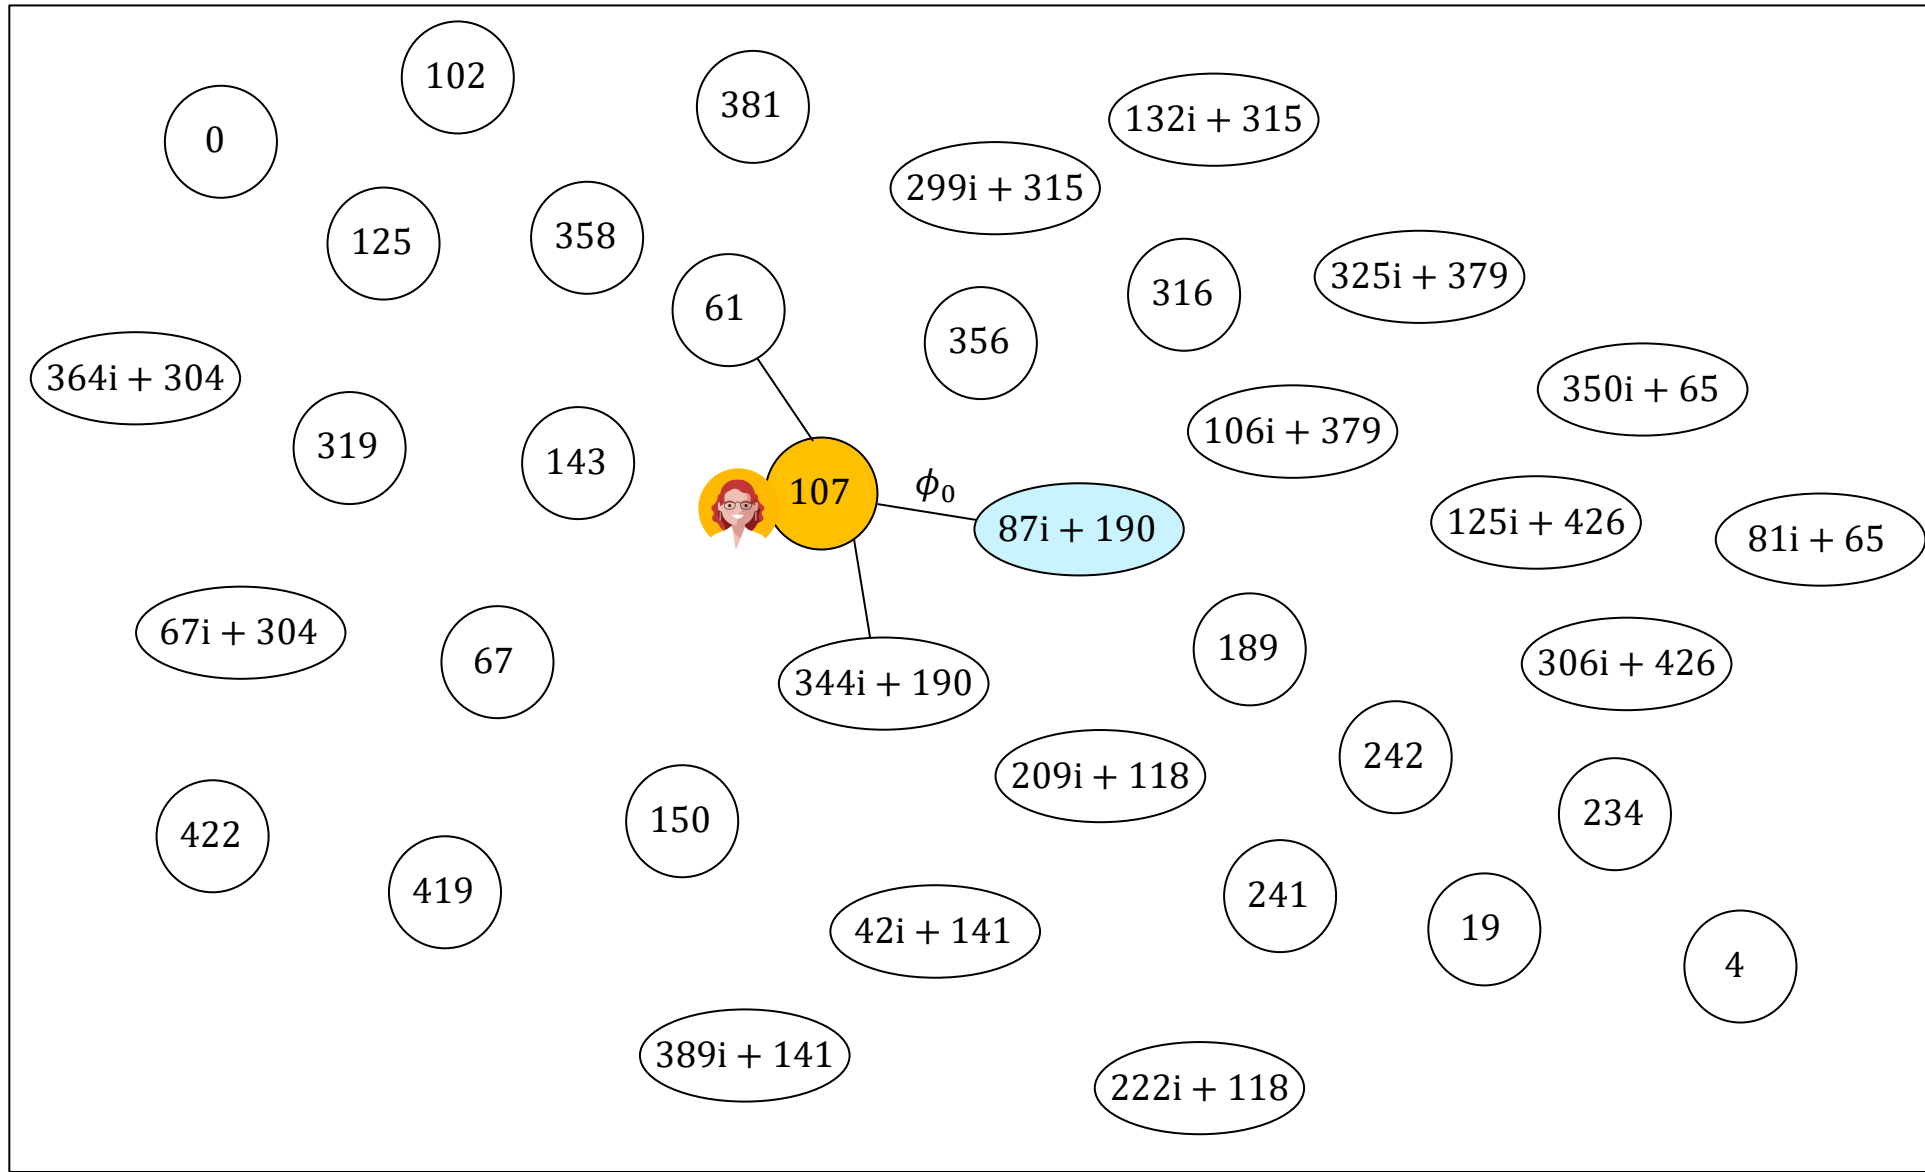 102
381
132i + 315
0
299i + 315
125
358
325i + 379
61
316
356
364i + 304
350i + 65
106i + 379
319
143
107
ϕ₀
87i + 190
125i + 426
81i + 65
67i + 304
67
344i + 190
189
306i + 426
209i + 118
242
234
422
150
419
42i + 141
241
19
4
389i + 141
222i + 118